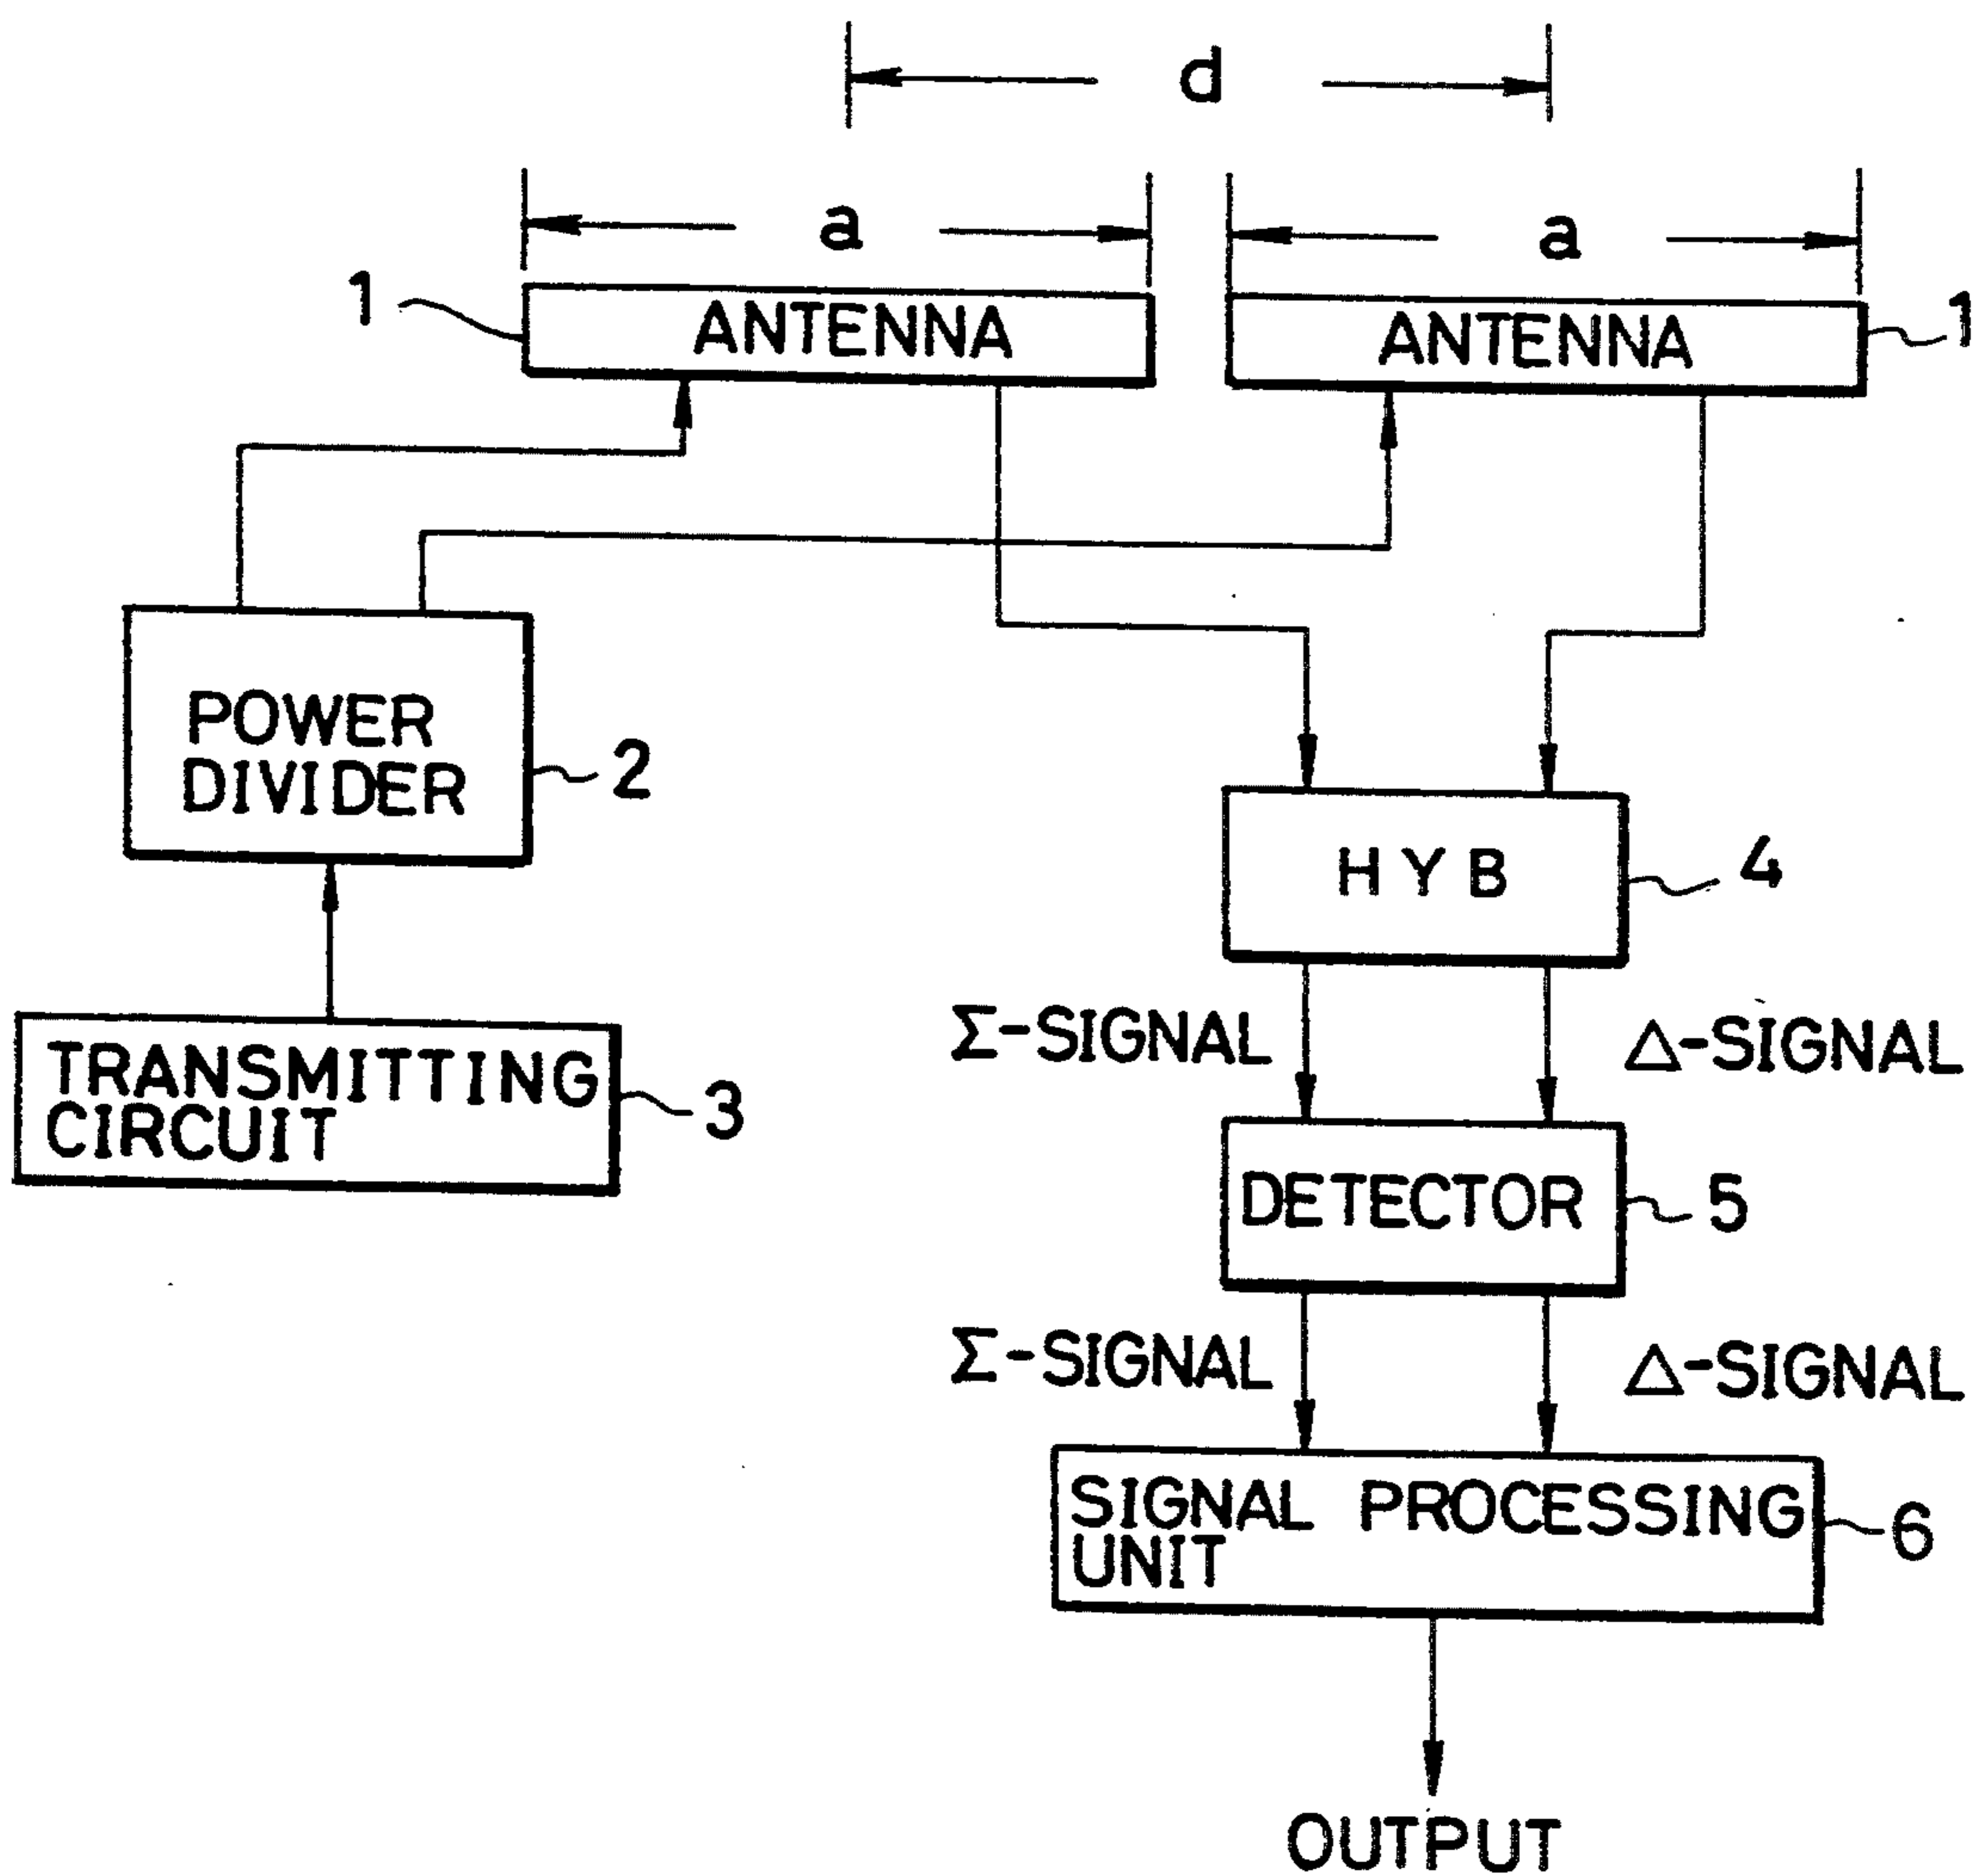 d
a
a
1
ANTENNA
ANTENNA
1
POWER
DIVIDER
2
HYB
4
Σ-SIGNAL
Δ-SIGNAL
TRANSMITTING
CIRCUIT
3
DETECTOR
5
Σ-SIGNAL
Δ-SIGNAL
SIGNAL PROCESSING
UNIT
6
OUTPUT